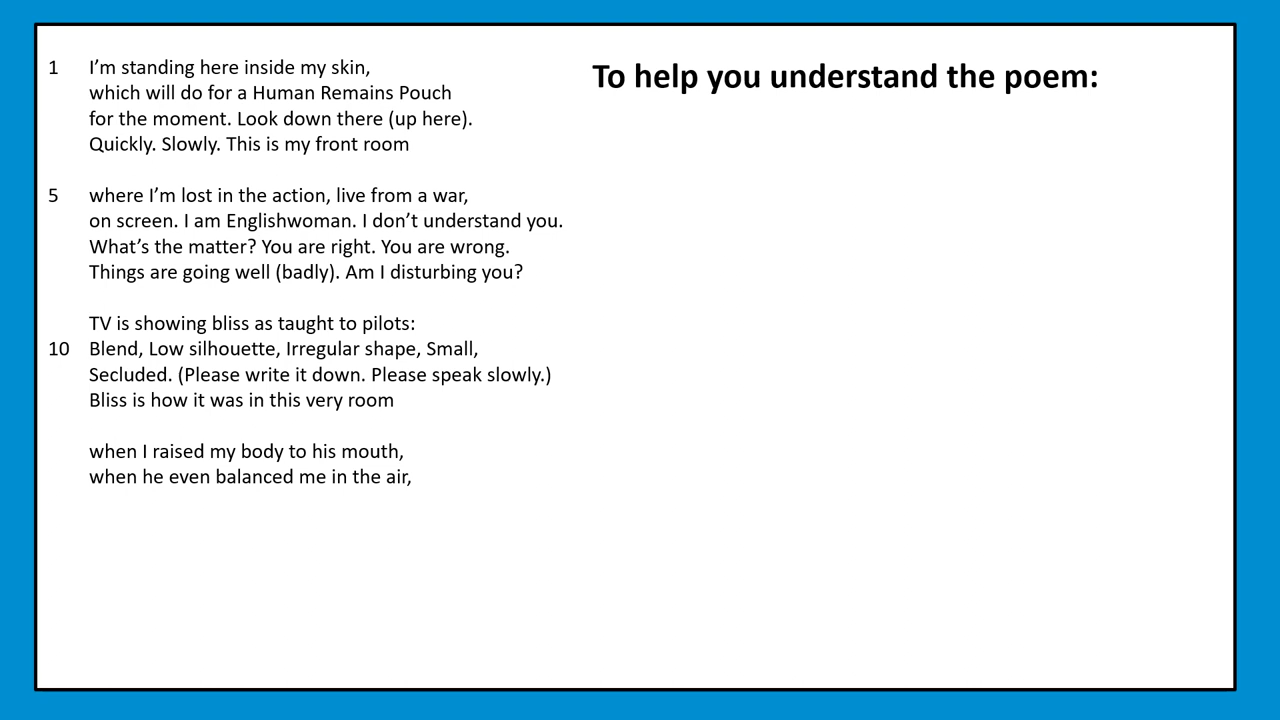 1 I'm standing here inside my skin,
which will do for a Human Remains Pouch
for the moment. Look down there (up here).
Quickly. Slowly. This is my front room
5 where I'm lost in the action, live from a war,
on screen. I am Englishwoman. I don't understand you.
What's the matter? You are right. You are wrong.
Things are going well (badly). Am I disturbing you?
TV is showing bliss as taught to pilots:
10 Blend, Low silhouette, Irregular shape, Small,
Secluded. (Please write it down. Please speak slowly.)
Bliss is how it was in this very room
when I raised my body to his mouth,
when he even balanced me in the air,
To help you understand the poem: